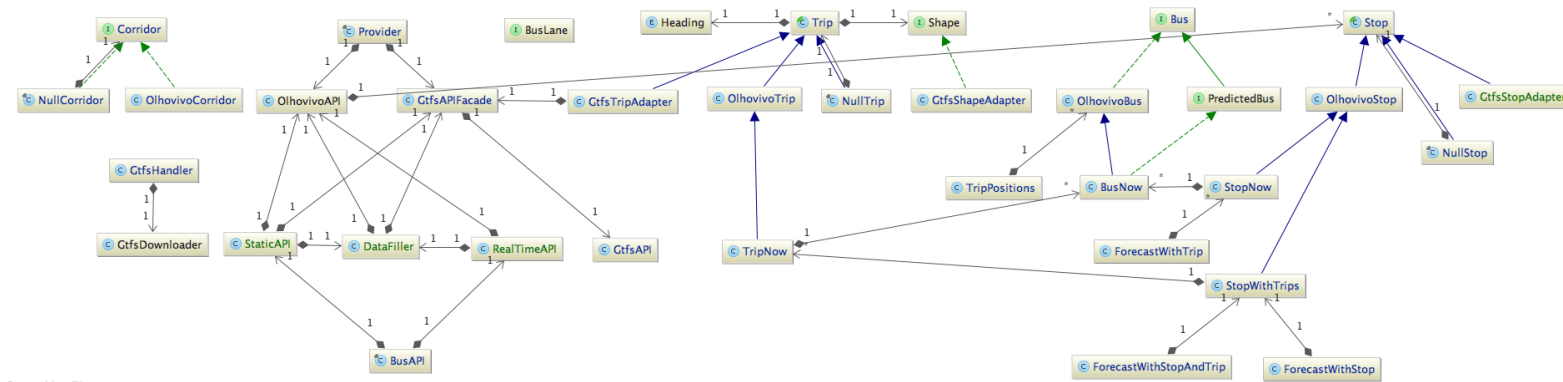 E Heading
C Trip
I Shape
I Bus
C Stop
I Corridor
C Provider
I BusLane
C NullCorridor
C OlhovivoCorridor
C OlhovivoAPI
C GtfsAPIFacade
C GtfsTripAdapter
C OlhovivoTrip
C NullTrip
C GtfsShapeAdapter
C OlhovivoBus
I PredictedBus
C OlhovivoStop
C GtfsStopAdapter
C NullStop
C GtfsHandler
C TripPositions
C BusNow
C StopNow
C GtfsDownloader
C StaticAPI
C DataFiller
C RealTimeAPI
C GtfsAPI
C TripNow
C ForecastWithTrip
C StopWithTrips
C BusAPI
C ForecastWithStopAndTrip
C ForecastWithStop